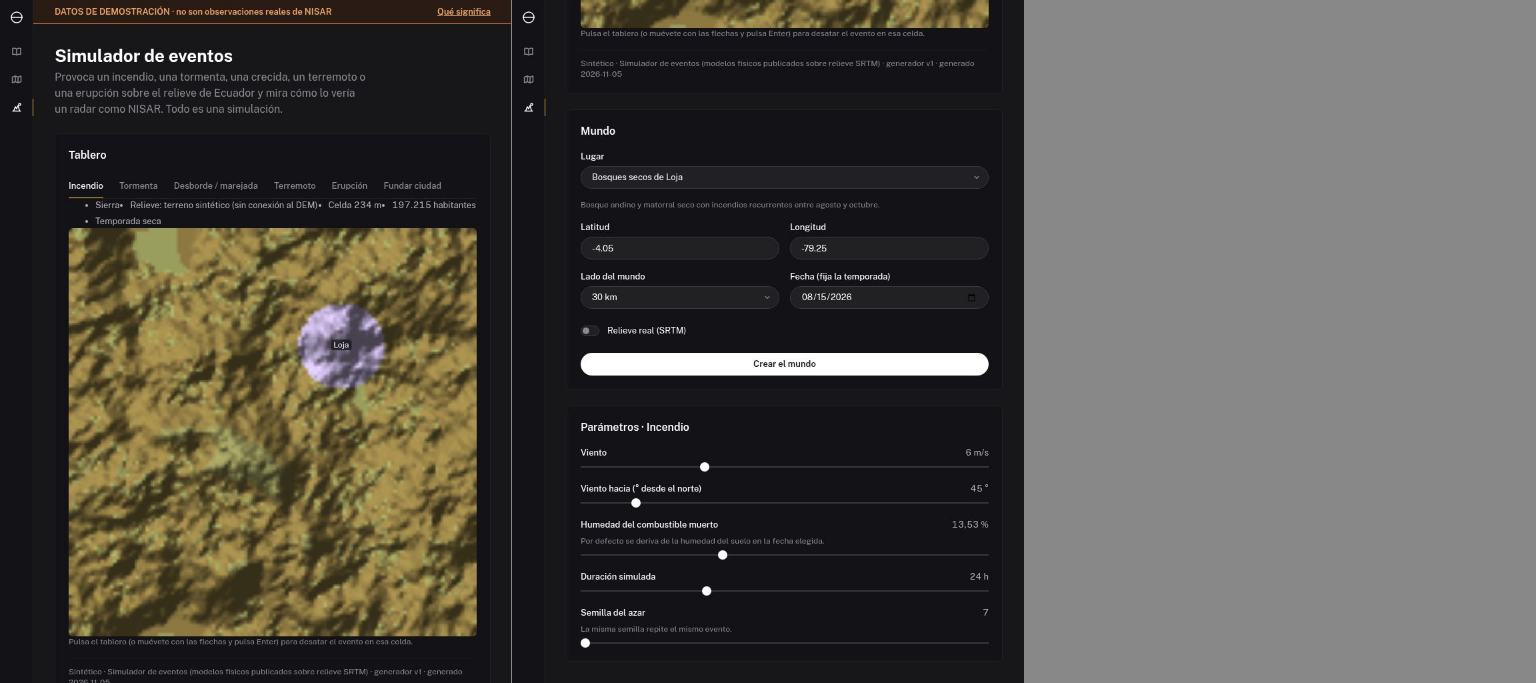 DATOS DE DEMOSTRACIÓN · no son observaciones reales de NISAR
Qué significa
Simulador de eventos
Provoca un incendio, una tormenta, una crecida, un terremoto o
una erupción sobre el relieve de Ecuador y mira cómo lo vería
un radar como NISAR. Todo es una simulación.
Tablero
Incendio Tormenta Desborde / marejada Terremoto Erupción Fundar ciudad
• Sierra• Relieve: terreno sintético (sin conexión al DEM)• Celda 234 m• 197.215 habitantes
• Temporada seca
Loja
Pulsa el tablero (o muévete con las flechas y pulsa Enter) para desatar el evento en esa celda.
Sintético · Simulador de eventos (modelos físicos publicados sobre relieve SRTM) · generador v1 · generado
2026-11-05
Pulsa el tablero (o muévete con las flechas y pulsa Enter) para desatar el evento en esa celda.
Sintético · Simulador de eventos (modelos físicos publicados sobre relieve SRTM) · generador v1 · generado
2026-11-05
Mundo
Lugar
Bosques secos de Loja
Bosque andino y matorral seco con incendios recurrentes entre agosto y octubre.
Latitud Longitud
-4.05 -79.25
Lado del mundo Fecha (fija la temporada)
30 km 08/15/2026
Relieve real (SRTM)
Crear el mundo
Parámetros · Incendio
Viento 6 m/s
Viento hacia (° desde el norte) 45 °
Humedad del combustible muerto 13,53 %
Por defecto se deriva de la humedad del suelo en la fecha elegida.
Duración simulada 24 h
Semilla del azar 7
La misma semilla repite el mismo evento.